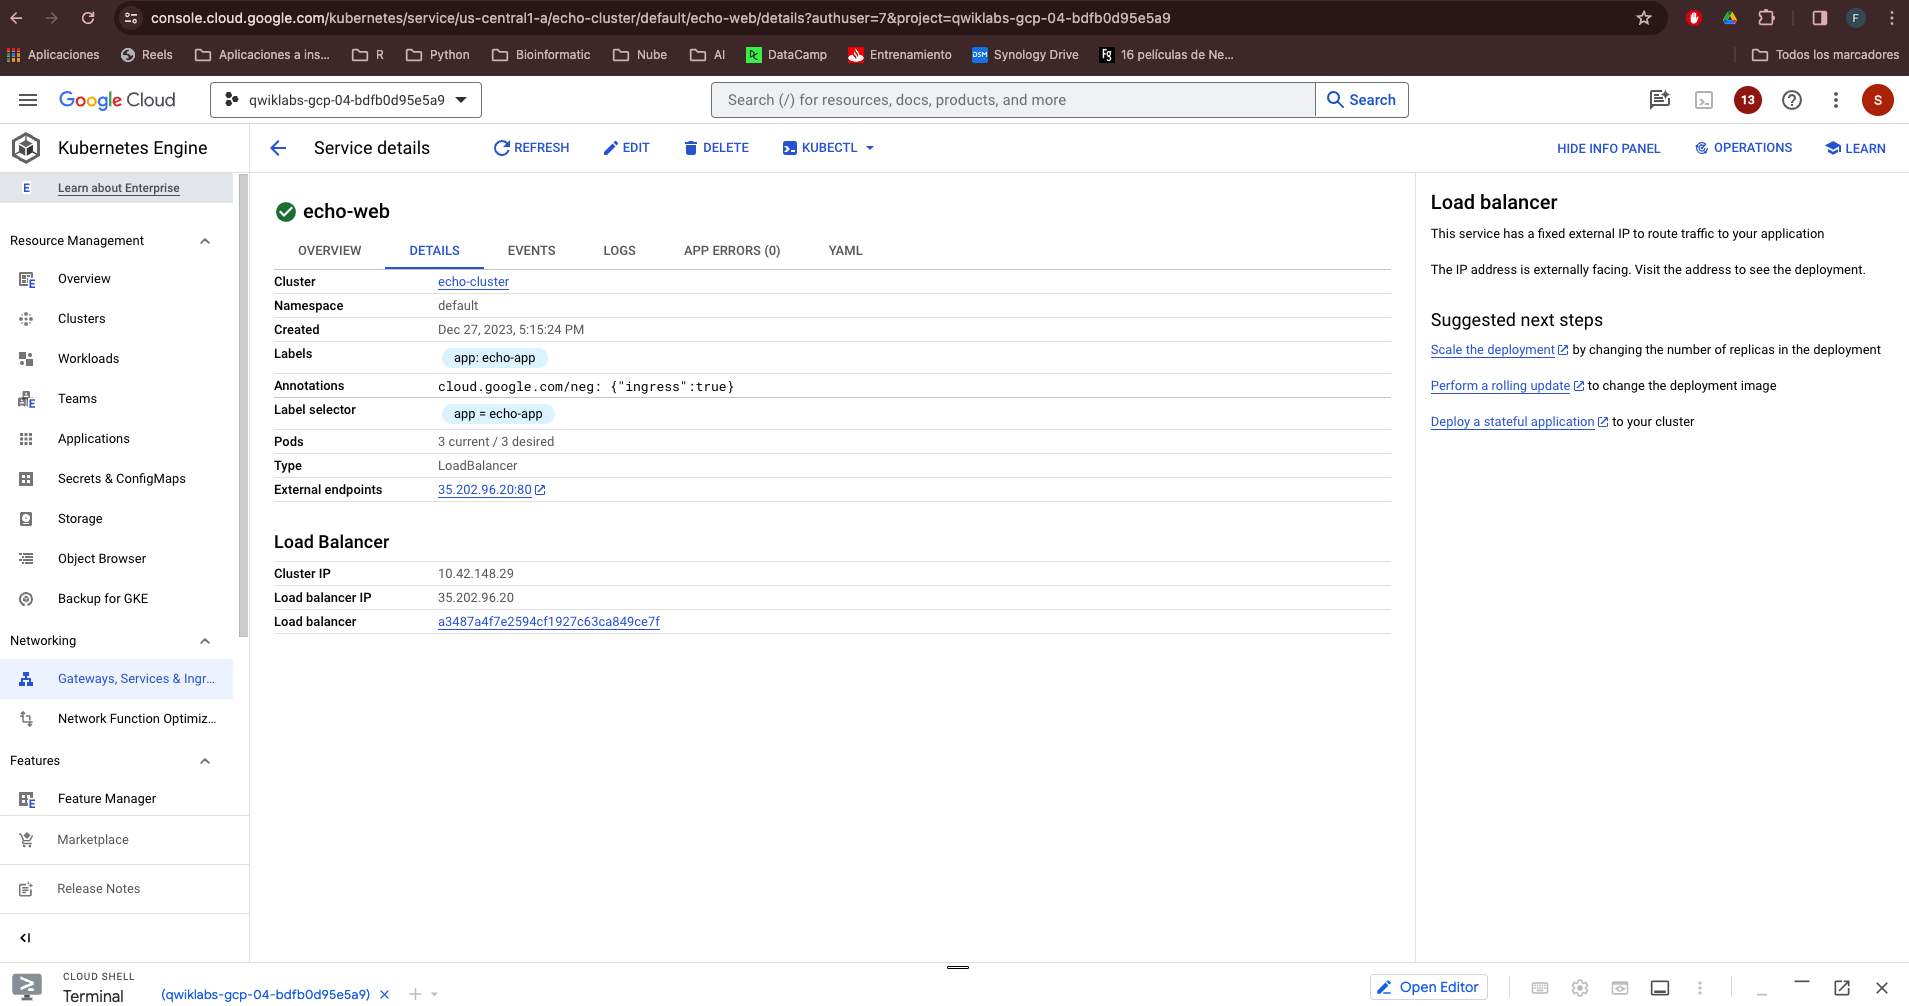 console.cloud.google.com/kubernetes/service/us-central1-a/echo-cluster/default/echo-web/details?authuser=7&project=qwiklabs-gcp-04-bdfb0d95e5a9
F
Aplicaciones Reels Aplicaciones a ins... R Python Bioinformatic Nube AI DataCamp Entrenamiento DSM Synology Drive Fg 16 películas de Ne... Todos los marcadores
Google Cloud qwiklabs-gcp-04-bdfb0d95e5a9 Search (/) for resources, docs, products, and more Search 13 S
Kubernetes Engine
Service details REFRESH EDIT DELETE KUBECTL HIDE INFO PANEL OPERATIONS LEARN
E Learn about Enterprise
Resource Management
Overview
Clusters
Workloads
Teams
Applications
Secrets & ConfigMaps
Storage
Object Browser
Backup for GKE
Networking
Gateways, Services & Ingr...
Network Function Optimiz...
Features
Feature Manager
Marketplace
Release Notes
echo-web
OVERVIEW DETAILS EVENTS LOGS APP ERRORS (0) YAML
Cluster echo-cluster
Namespace default
Created Dec 27, 2023, 5:15:24 PM
Labels app: echo-app
Annotations cloud.google.com/neg: {"ingress":true}
Label selector app = echo-app
Pods 3 current / 3 desired
Type LoadBalancer
External endpoints 35.202.96.20:80
Load Balancer
Cluster IP 10.42.148.29
Load balancer IP 35.202.96.20
Load balancer a3487a4f7e2594cf1927c63ca849ce7f
Load balancer
This service has a fixed external IP to route traffic to your application
The IP address is externally facing. Visit the address to see the deployment.
Suggested next steps
Scale the deployment by changing the number of replicas in the deployment
Perform a rolling update to change the deployment image
Deploy a stateful application to your cluster
CLOUD SHELL
Terminal (qwiklabs-gcp-04-bdfb0d95e5a9) Open Editor